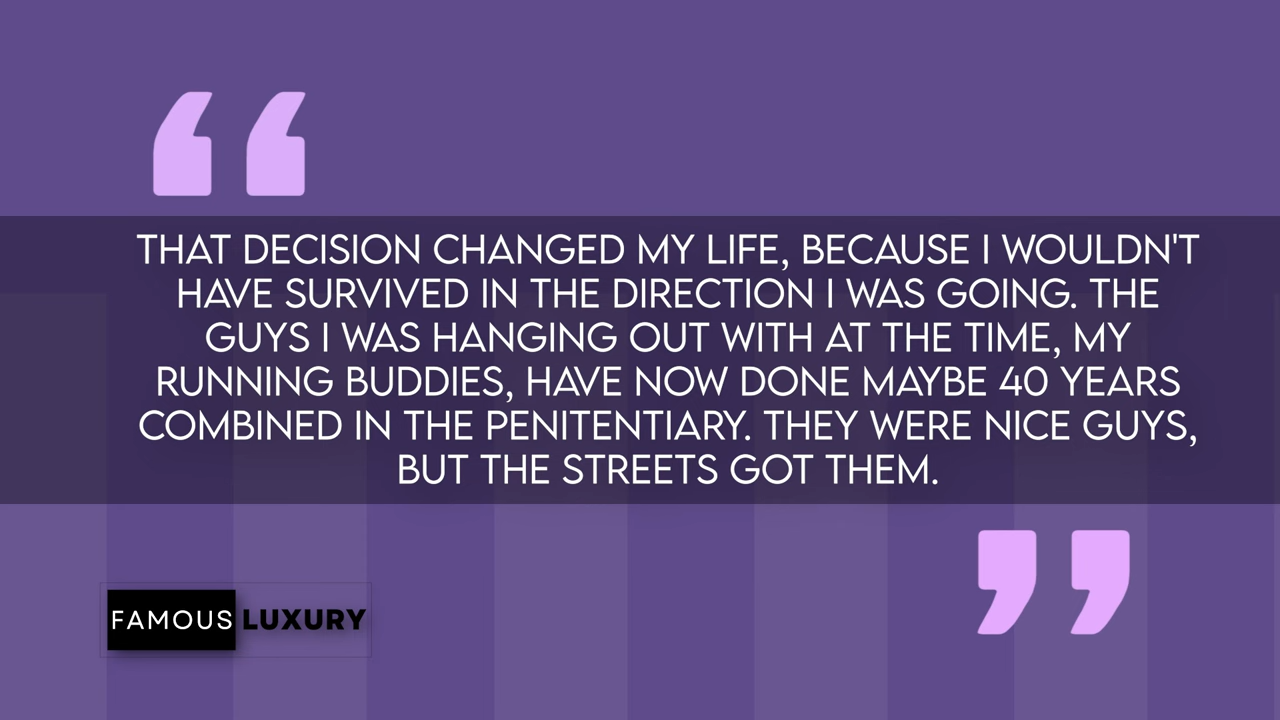 THAT DECISION CHANGED MY LIFE, BECAUSE I WOULDN'T
HAVE SURVIVED IN THE DIRECTION I WAS GOING. THE
GUYS I WAS HANGING OUT WITH AT THE TIME, MY
RUNNING BUDDIES, HAVE NOW DONE MAYBE 40 YEARS
COMBINED IN THE PENITENTIARY. THEY WERE NICE GUYS,
BUT THE STREETS GOT THEM.
FAMOUS LUXURY